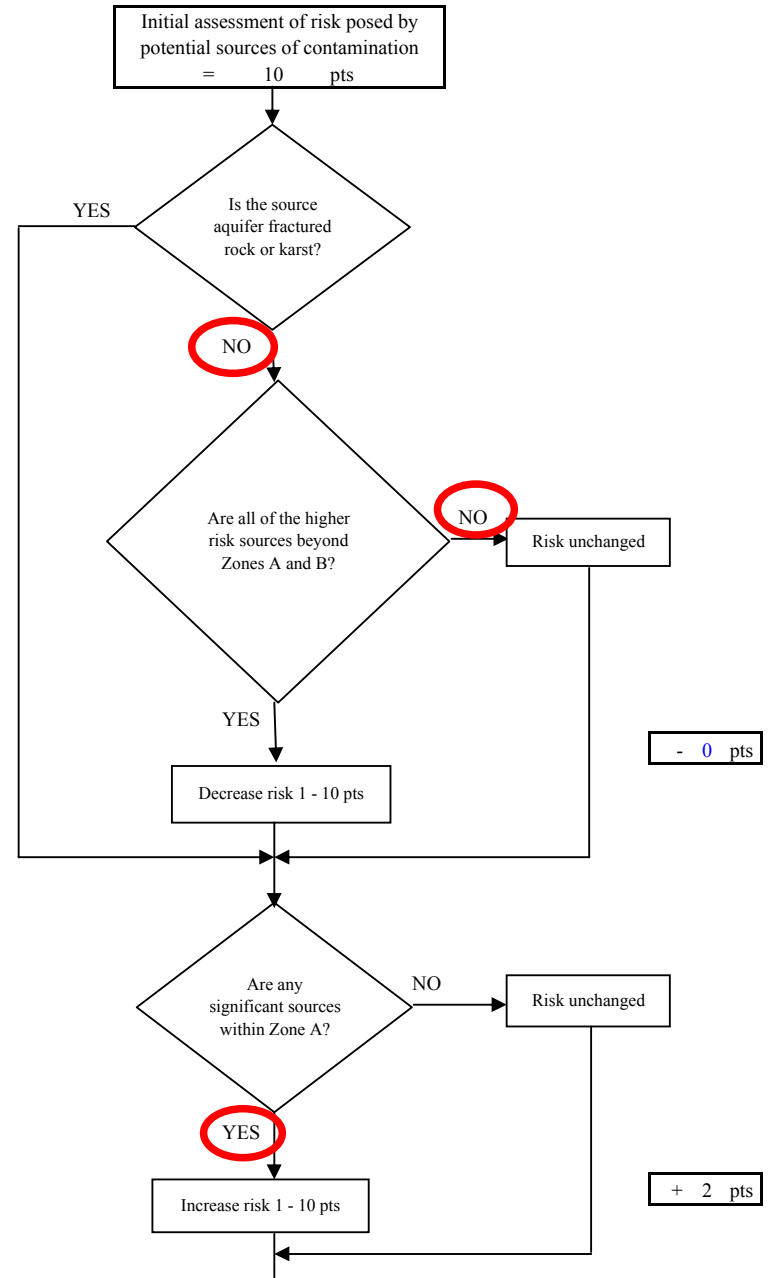 Initial assessment of risk posed by
potential sources of contamination
= 10 pts
Is the source
aquifer fractured
rock or karst?
YES
NO
Are all of the higher
risk sources beyond
Zones A and B?
NO
Risk unchanged
YES
- 0 pts
Decrease risk 1 - 10 pts
Are any
significant sources
within Zone A?
NO
Risk unchanged
YES
Increase risk 1 - 10 pts
+ 2 pts